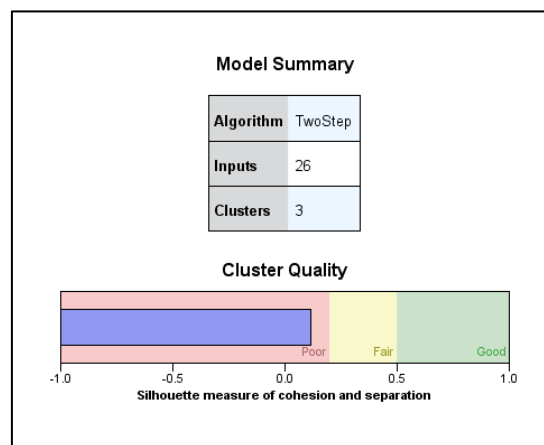 Model Summary
Algorithm TwoStep
Inputs 26
Clusters 3
Cluster Quality
Poor Fair Good
-1.0 -0.5 0.0 0.5 1.0
Silhouette measure of cohesion and separation